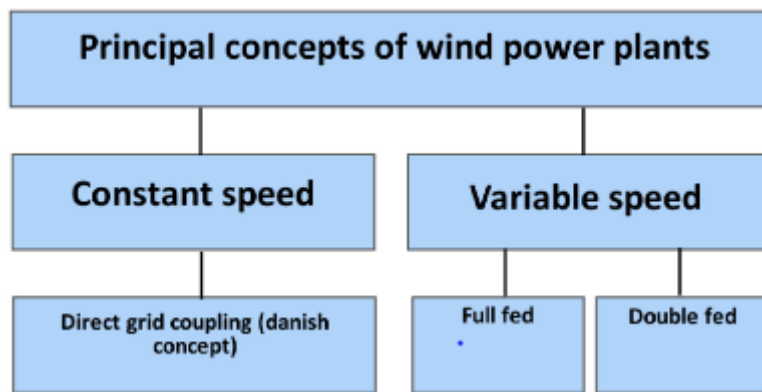 Principal concepts of wind power plants
Constant speed
Variable speed
Direct grid coupling (danish
concept)
Full fed
Double fed